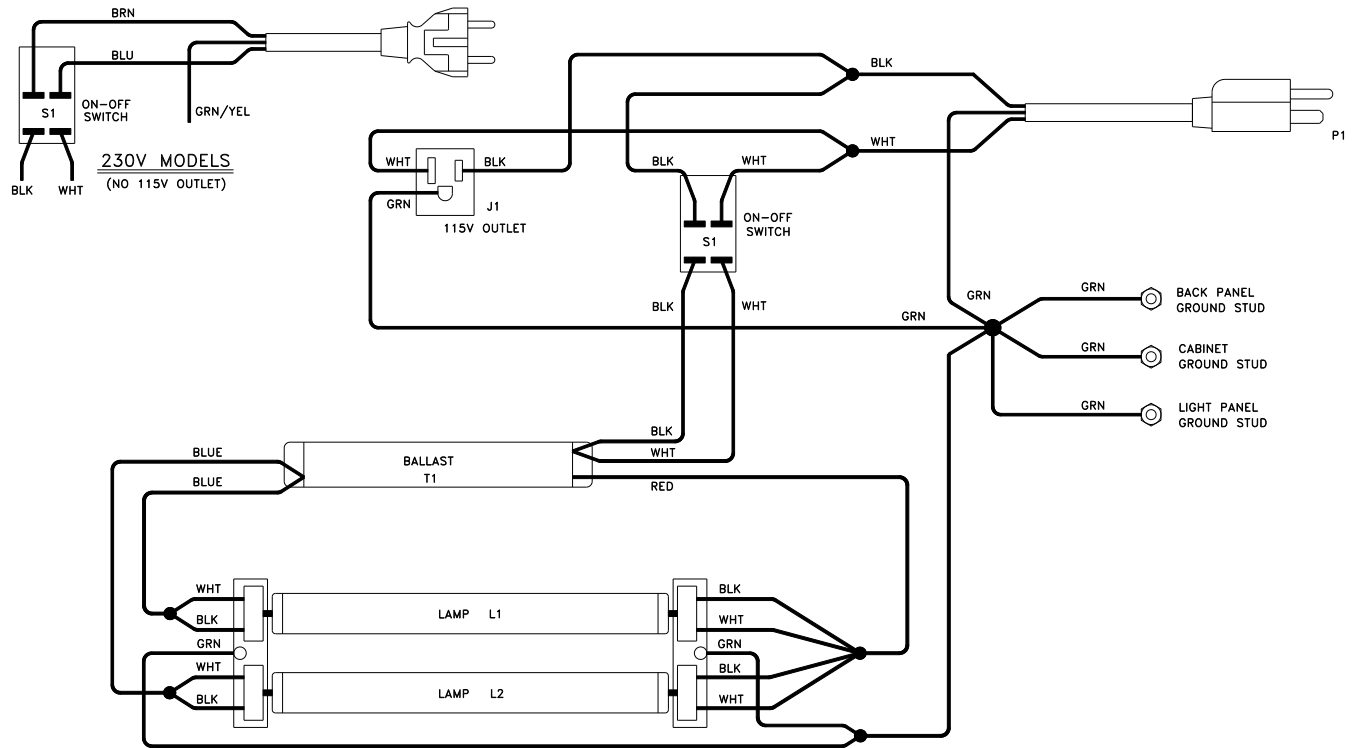 BRN
BLU
S1
ON-OFF
SWITCH
GRN/YEL
230V MODELS
(NO 115V OUTLET)
BLK
WHT
BLK
WHT
P1
WHT
BLK
GRN
J1
115V OUTLET
BLK
WHT
ON-OFF
SWITCH
S1
BLK
WHT
GRN
GRN
GRN
BACK PANEL
GROUND STUD
GRN
CABINET
GROUND STUD
GRN
LIGHT PANEL
GROUND STUD
BLUE
BLUE
BALLAST
T1
BLK
WHT
RED
WHT
BLK
GRN
WHT
BLK
LAMP L1
LAMP L2
BLK
WHT
GRN
BLK
WHT